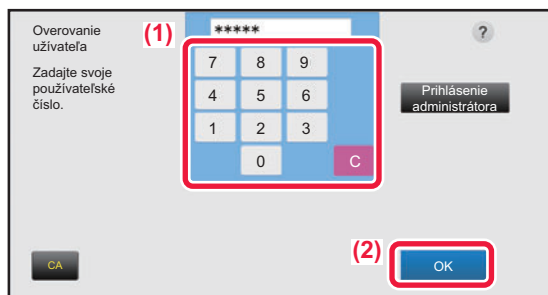 Overovanie
užívateľa
(1)
*****
?
Zadajte svoje
používateľské
číslo.
7 8 9
4 5 6
1 2 3
0 C
Prihlásenie
administrátora
(2)
CA
OK